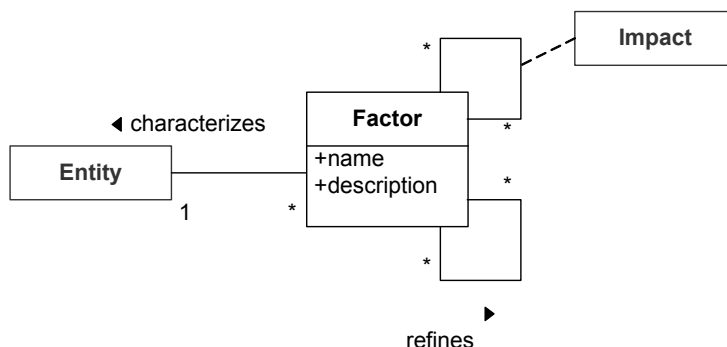 *
Impact
*
◄ characterizes
Factor
+name
+description
Entity
1
*
*
*
►
refines